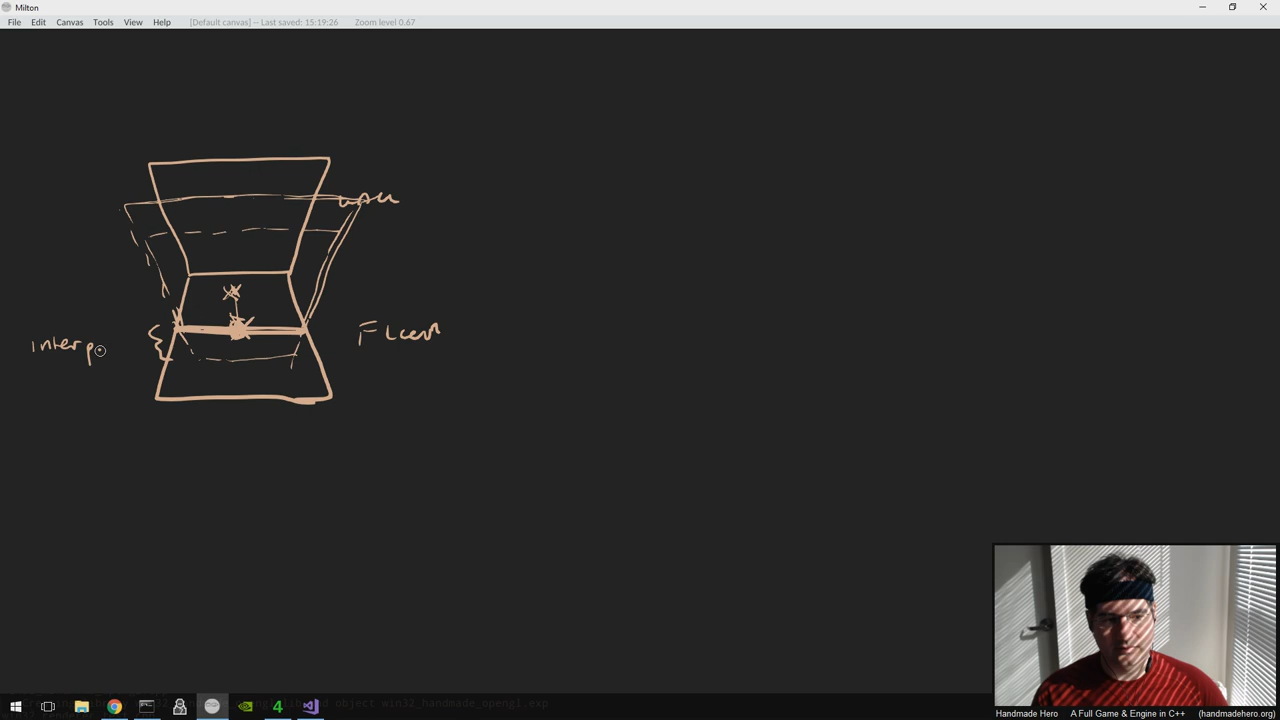 Milton
File Edit Canvas Tools View Help [Default canvas] -- Last saved: 15:19:26 Zoom level 0.67
interp
Handmade Hero A Full Game & Engine in C++ (handmadehero.org)